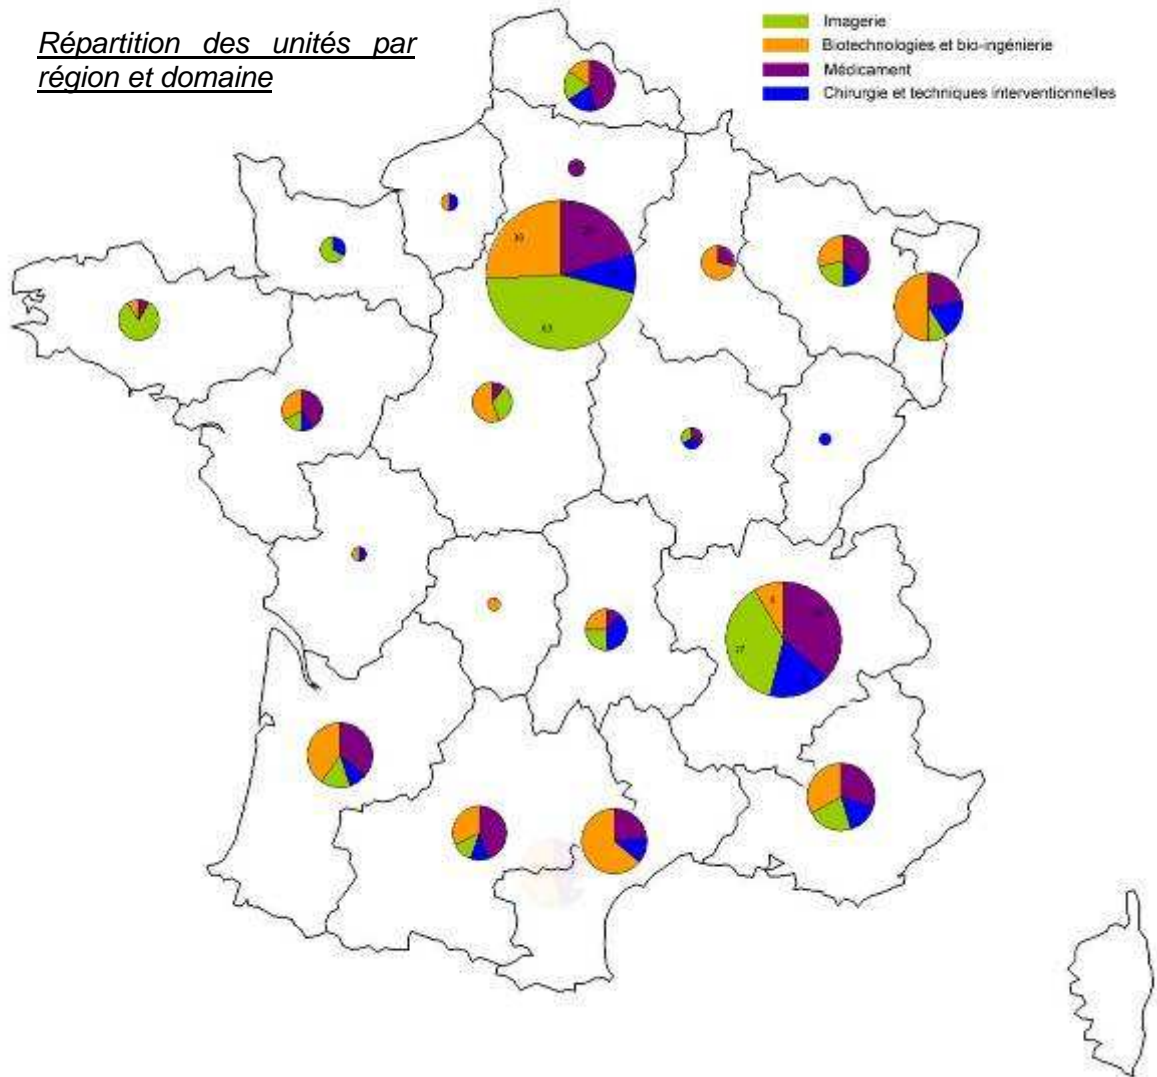 Répartition des unités par
région et domaine
Imagerie
Biotechnologies et bio-ingénierie
Médicament
Chirurgie et techniques interventionnelles